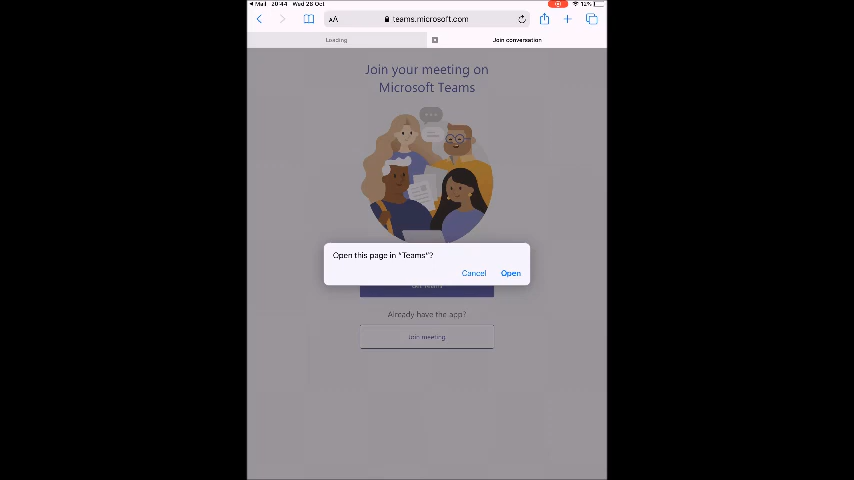 Mail 20:44 Wed 28 Oct 12%
AA teams.microsoft.com
Loading Join conversation
Join your meeting on
Microsoft Teams
Open this page in “Teams”?
Cancel Open
Already have the app?
Join meeting